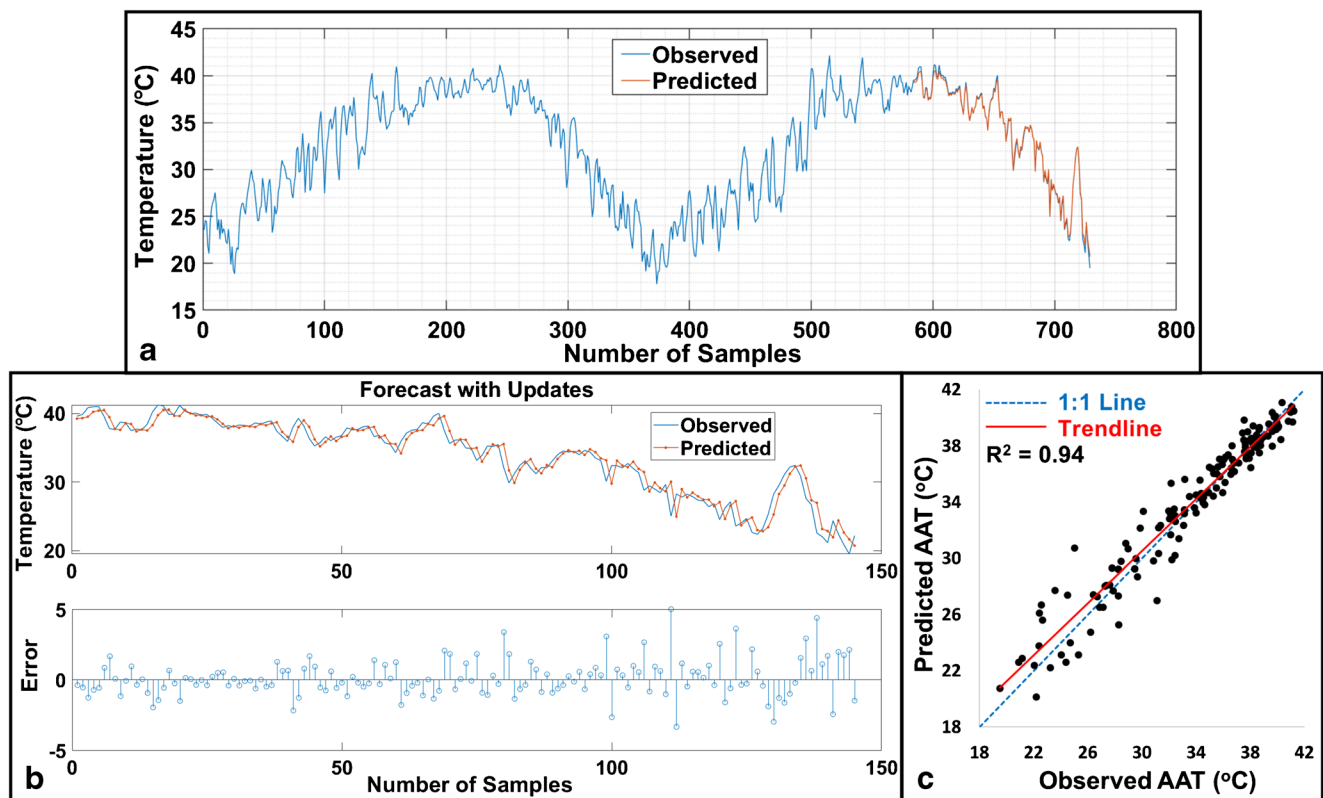 45
40
35
30
25
20
15
Temperature (°C)
Observed
Predicted
0 100 200 300 400 500 600 700 800
Number of Samples
a
Forecast with Updates
40
30
20
Temperature (°C)
Observed
Predicted
0 50 100 150
5
0
-5
Error
0 50 100 150
Number of Samples
b
42
38
34
30
26
22
18
Predicted AAT (°C)
1:1 Line
Trendline
R² = 0.94
18 22 26 30 34 38 42
Observed AAT (°C)
c